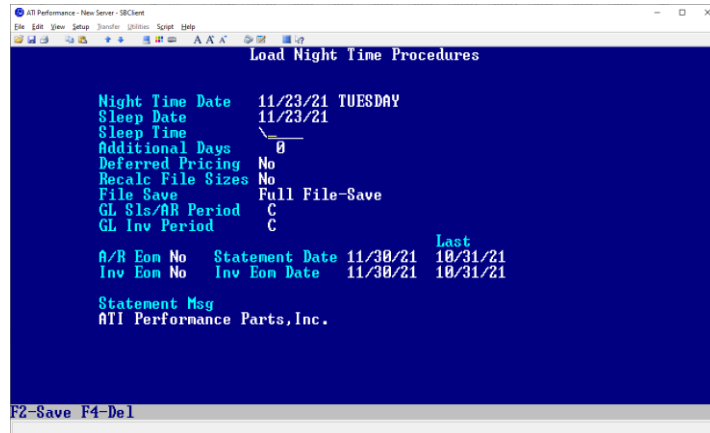 ATI Performance - New Server - SBClient
File Edit View Setup Transfer Utilities Script Help
Load Night Time Procedures
Night Time Date 11/23/21 TUESDAY
Sleep Date 11/23/21
Sleep Time \_____
Additional Days 0
Deferred Pricing No
Recalc File Sizes No
File Save Full File-Save
GL Sls/AR Period C
GL Inv Period C
Last
A/R Eom No Statement Date 11/30/21 10/31/21
Inv Eom No Inv Eom Date 11/30/21 10/31/21
Statement Msg
ATI Performance Parts,Inc.
F2-Save F4-Del